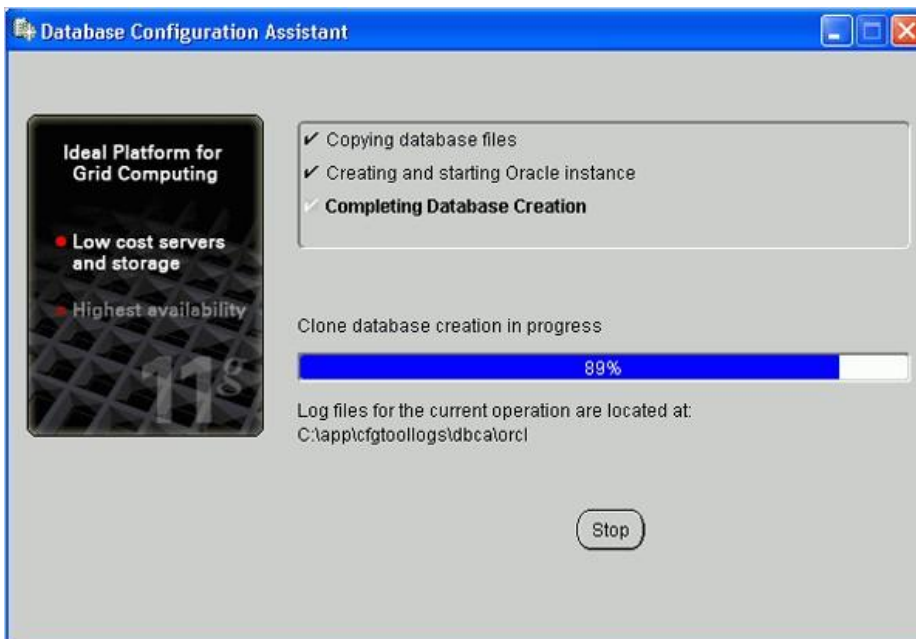 Database Configuration Assistant
Ideal Platform for
Grid Computing
Low cost servers
and storage
Highest availability
11g
Copying database files
Creating and starting Oracle instance
Completing Database Creation
Clone database creation in progress
89%
Log files for the current operation are located at:
C:\app\cfgtoollogs\dbca\orcl
Stop